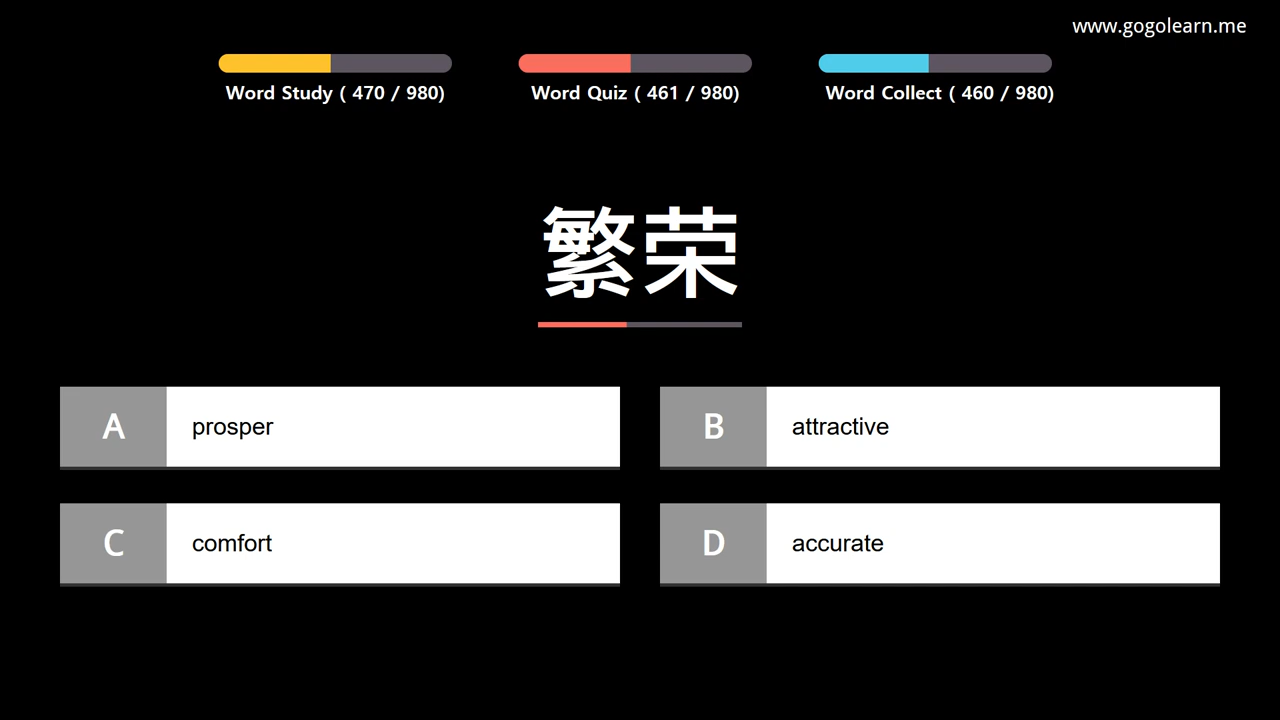 www.gogolearn.me
Word Study ( 470 / 980)
Word Quiz ( 461 / 980)
Word Collect ( 460 / 980)
繁荣
A prosper
B attractive
C comfort
D accurate